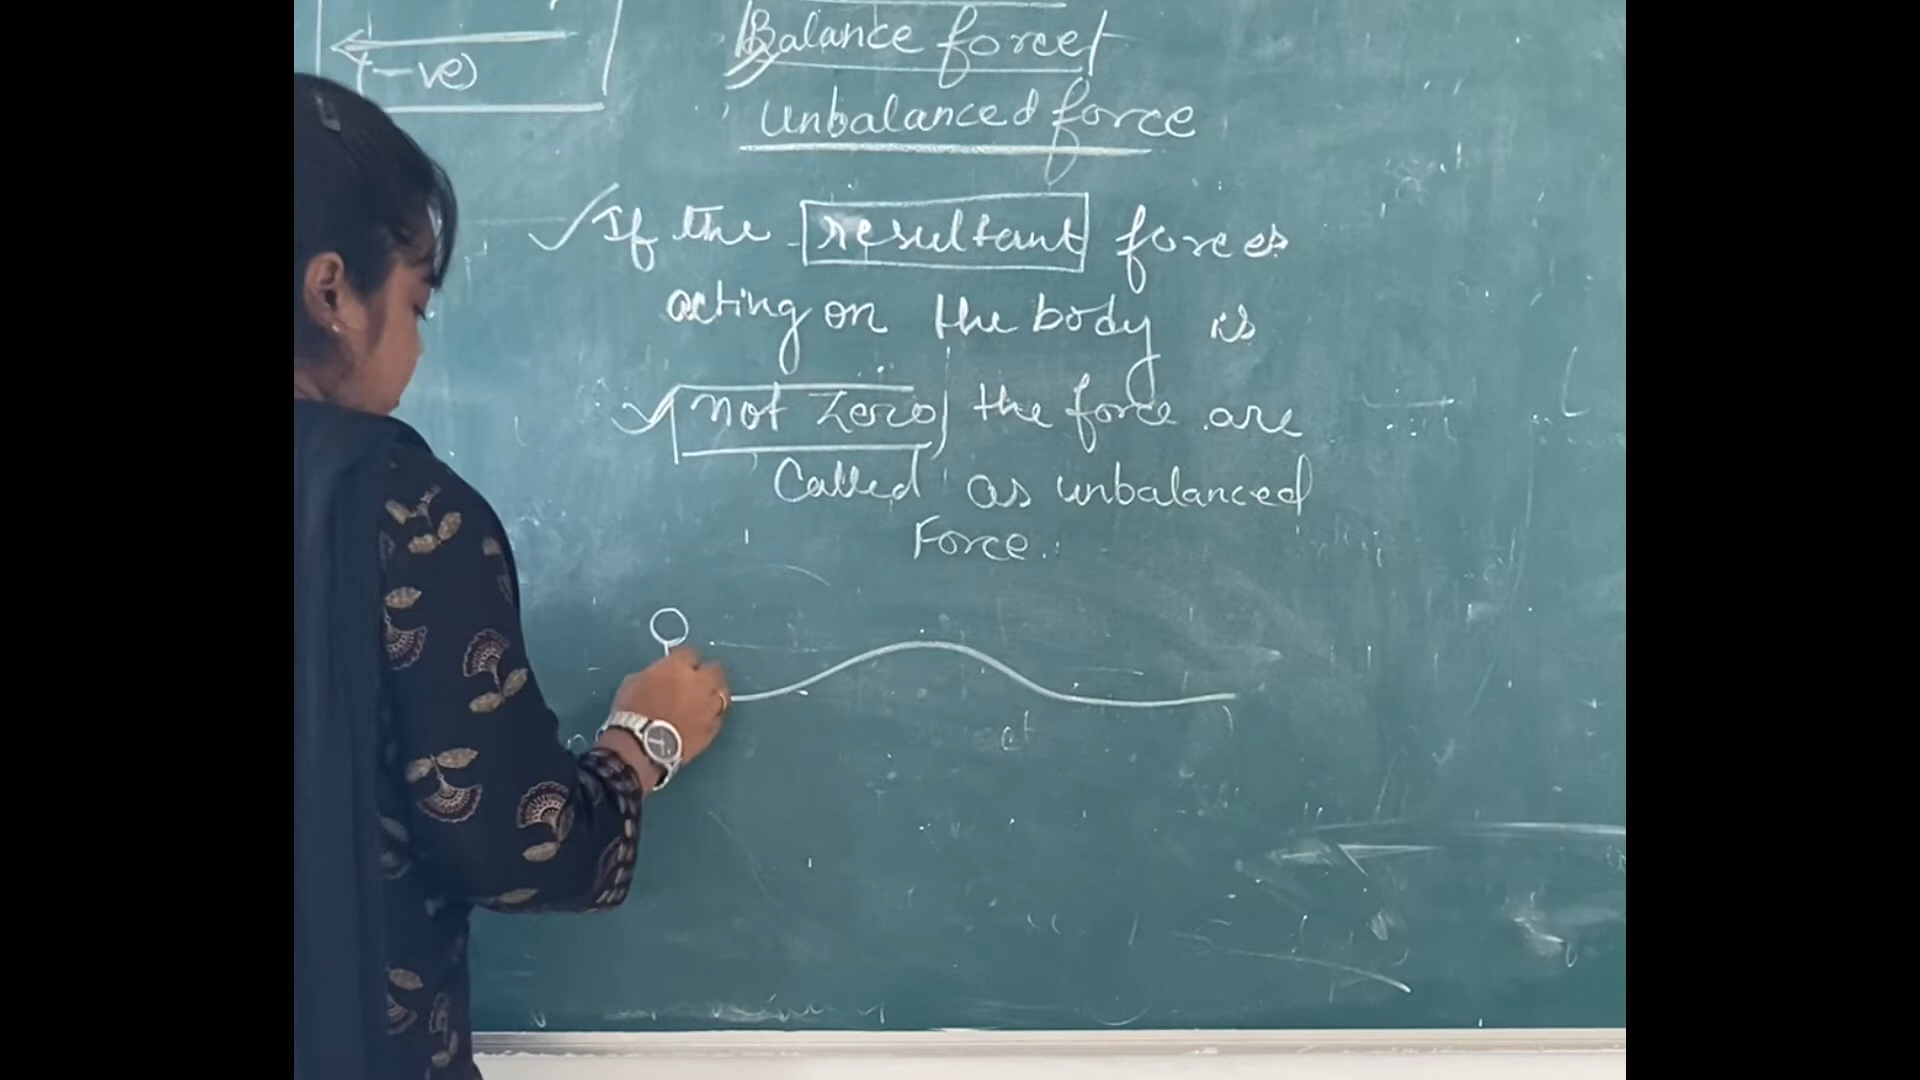 (-ve)
Balance force
Unbalanced force
If the resultant forces
acting on the body is
not zero, the force are
called as unbalanced
Force.